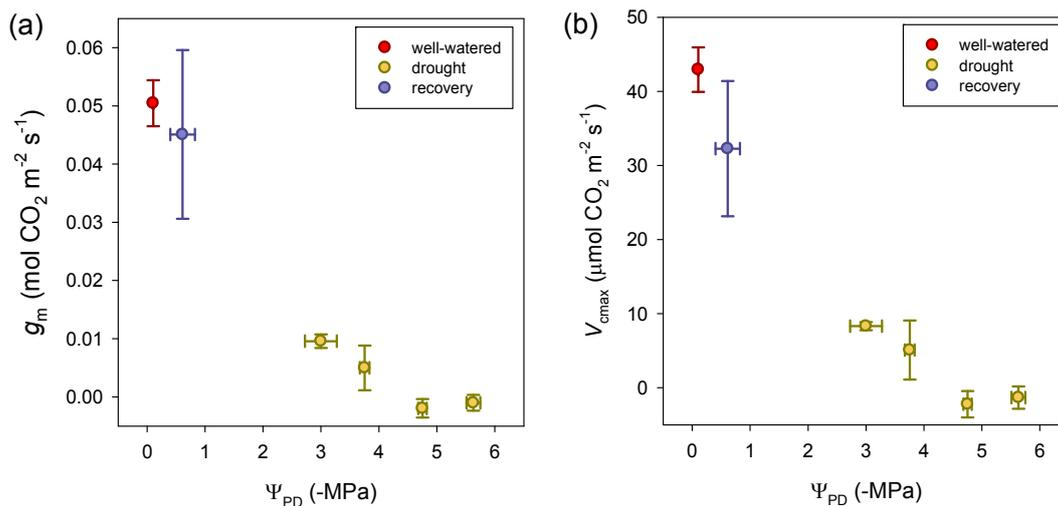 (a)
0.06
0.05
0.04
0.03
0.02
0.01
0.00
gm (mol CO2 m-2 s-1)
well-watered
drought
recovery
0 1 2 3 4 5 6
ΨPD (-MPa)
(b)
50
40
30
20
10
0
Vcmax (μmol CO2 m-2 s-1)
well-watered
drought
recovery
0 1 2 3 4 5 6
ΨPD (-MPa)